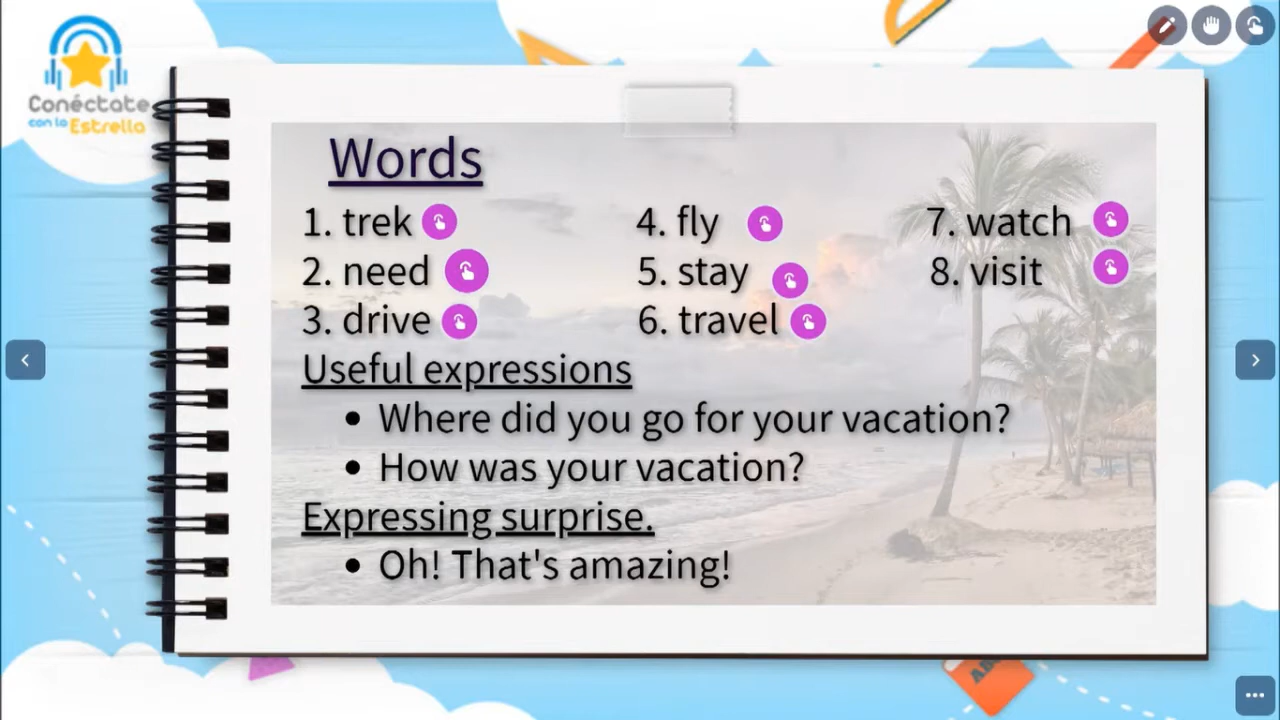 Conéctate
con la Estrella
Words
1. trek
2. need
3. drive
4. fly
5. stay
6. travel
7. watch
8. visit
Useful expressions
• Where did you go for your vacation?
• How was your vacation?
Expressing surprise.
• Oh! That's amazing!